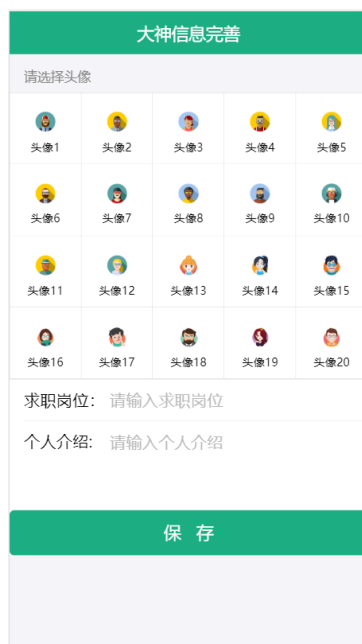 大神信息完善
请选择头像
头像1 头像2 头像3 头像4 头像5
头像6 头像7 头像8 头像9 头像10
头像11 头像12 头像13 头像14 头像15
头像16 头像17 头像18 头像19 头像20
求职岗位: 请输入求职岗位
个人介绍: 请输入个人介绍
保 存